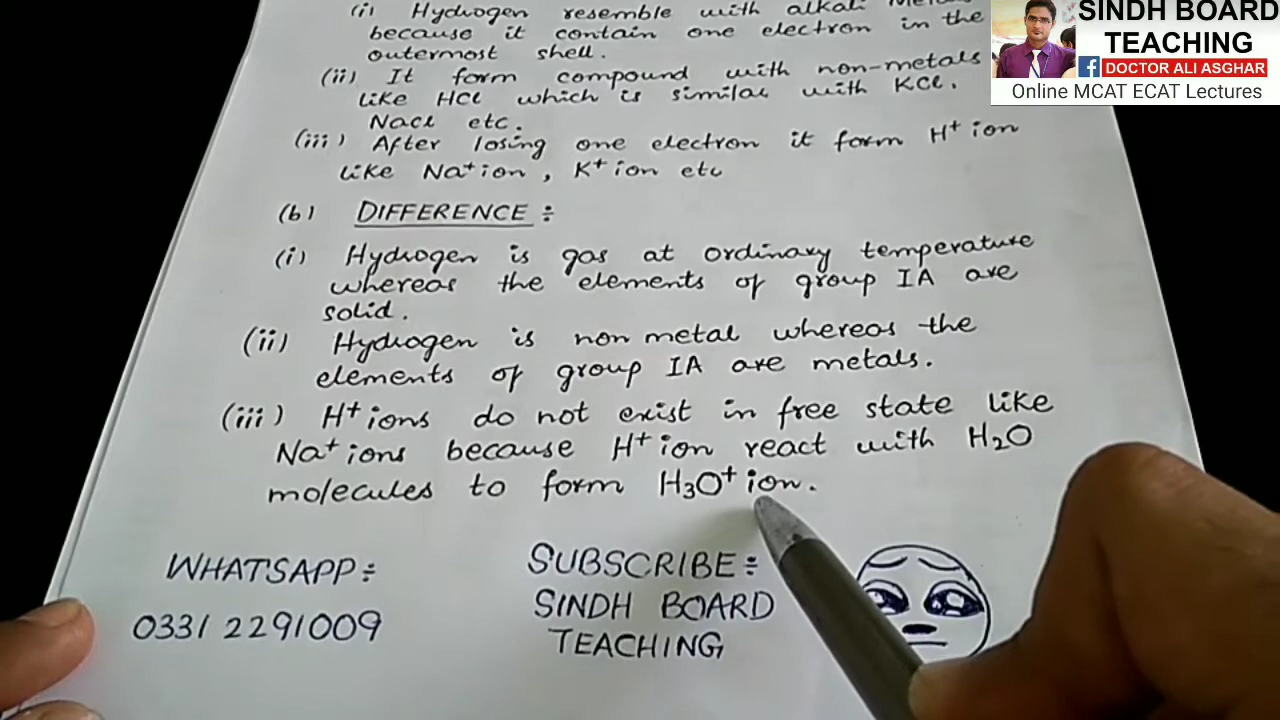 (i) Hydrogen resemble with alkali Metals
because it contain one electron in the
outermost shell.
(ii) It form compound with non-metals
like HCl which is similar with KCl,
NaCl etc.
(iii) After losing one electron it form H⁺ ion
like Na⁺ ion, K⁺ ion etc
(b) DIFFERENCE:
(i) Hydrogen is gas at ordinary temperature
whereas the elements of group IA are
solid.
(ii) Hydrogen is non metal whereas the
elements of group IA are metals.
(iii) H⁺ ions do not exist in free state like
Na⁺ ions because H⁺ ion react with H₂O
molecules to form H₃O⁺ ion.
WHATSAPP:
0331 2291009
SUBSCRIBE:
SINDH BOARD
TEACHING
SINDH BOARD
TEACHING
f DOCTOR ALI ASGHAR
Online MCAT ECAT Lectures